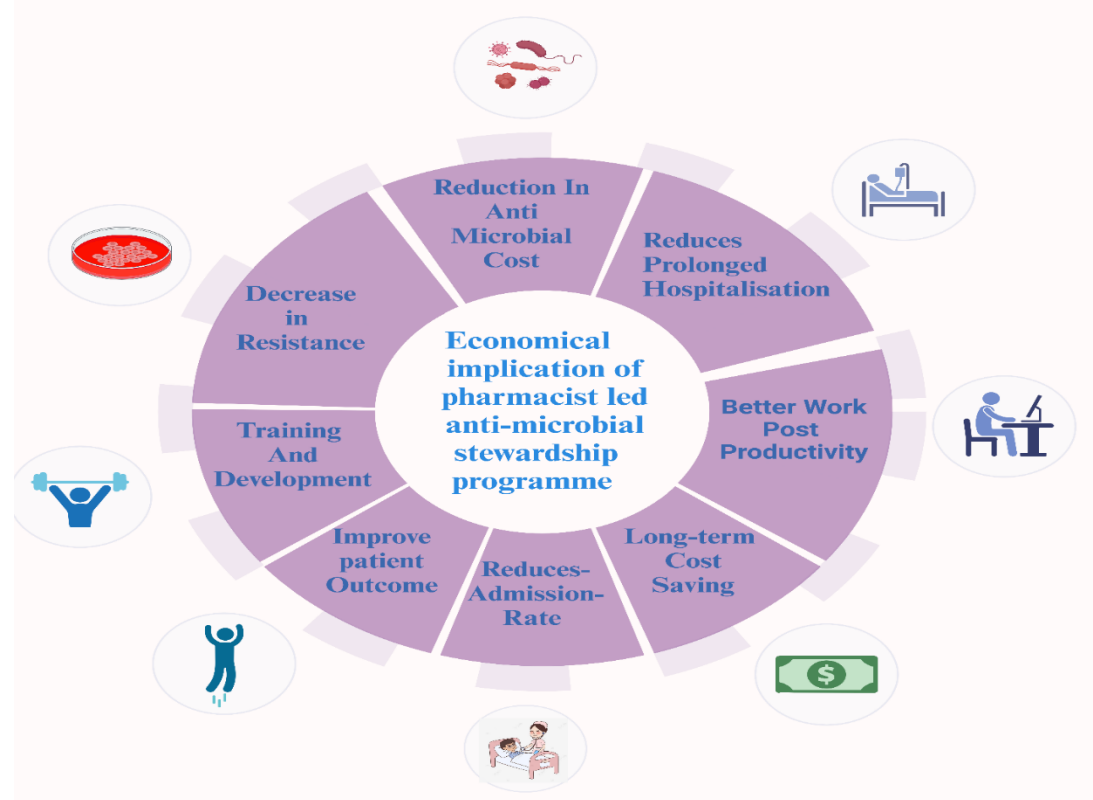 Reduction In
Anti
Microbial
Cost
Reduces
Prolonged
Hospitalisation
Better Work
Post
Productivity
Long-term
Cost
Saving
Reduces-
Admission-
Rate
Improve
patient
Outcome
Training
And
Development
Decrease
in
Resistance
Economical
implication of
pharmacist led
anti-microbial
stewardship
programme
$